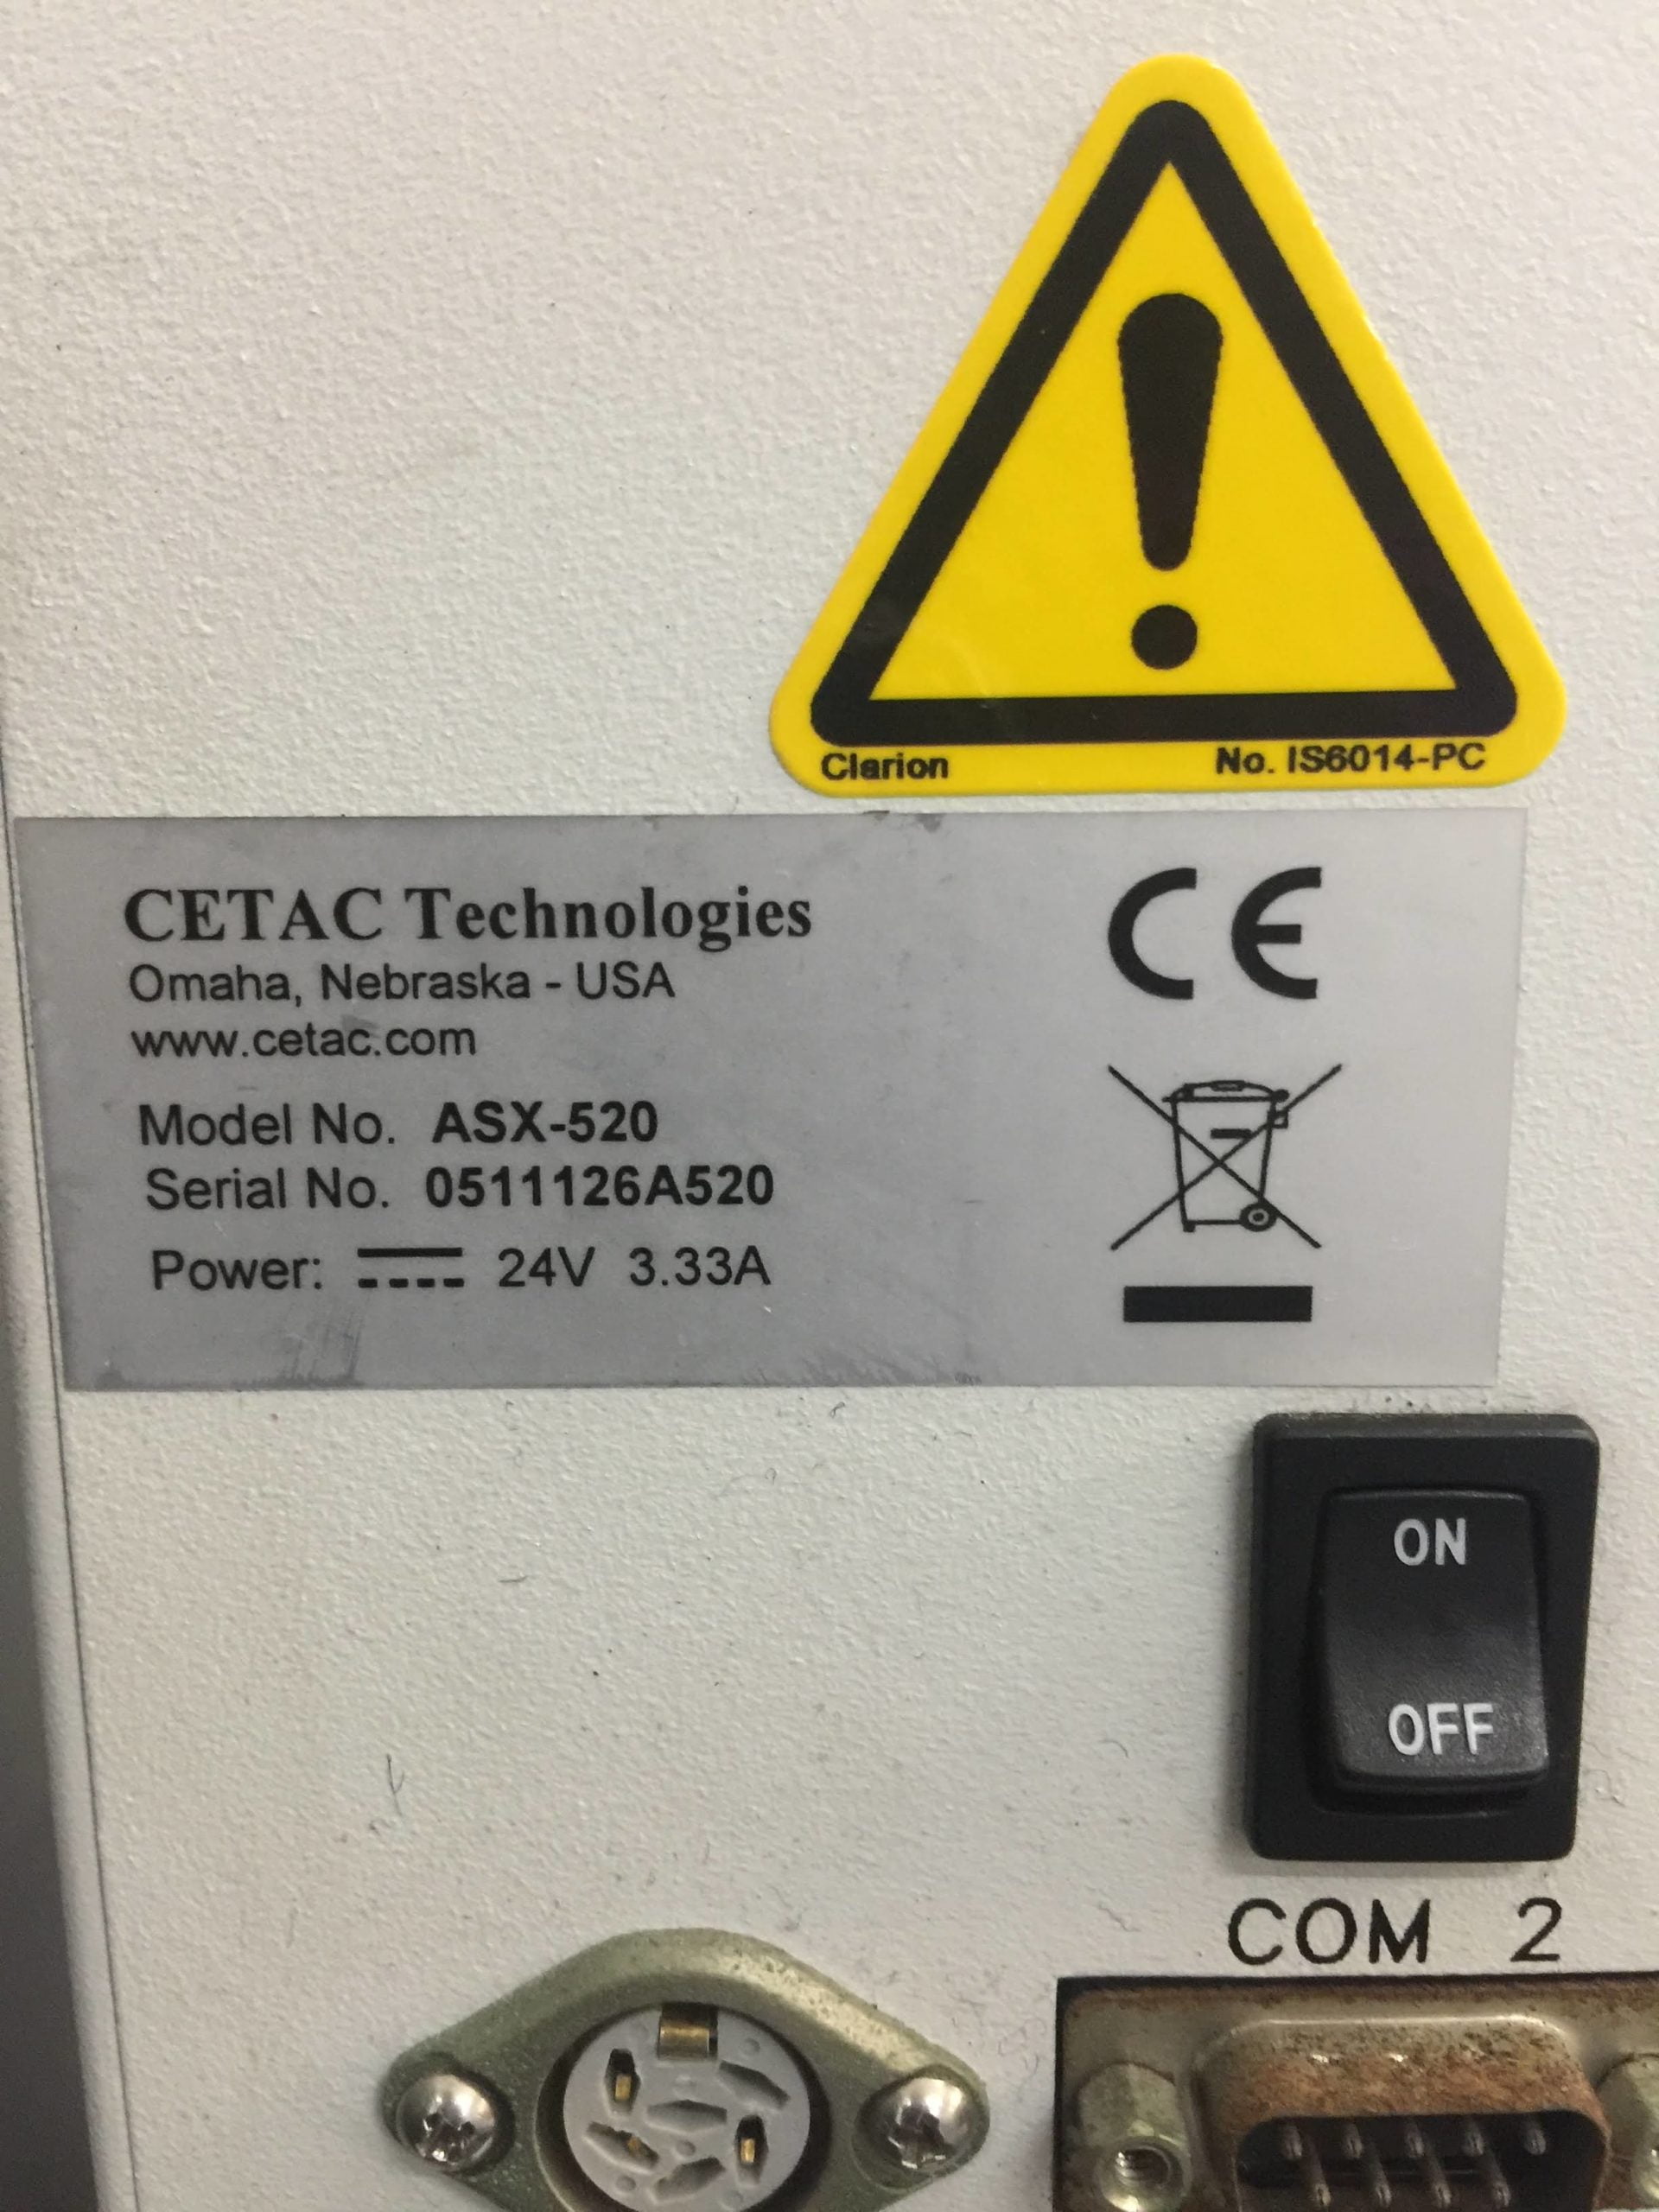 Clarion No. IS6014-PC
CETAC Technologies
Omaha, Nebraska - USA
www.cetac.com
Model No. ASX-520
Serial No. 0511126A520
Power: 24V 3.33A
CE
ON
OFF
COM 2